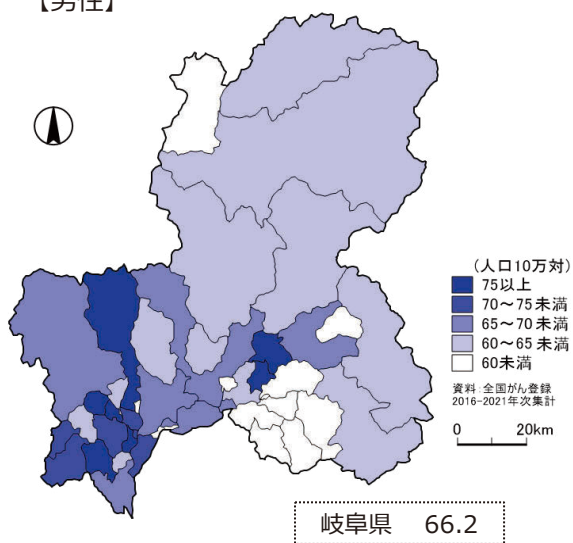 【男性】
(人口10万対)
75以上
70～75未満
65～70未満
60～65未満
60未満
資料:全国がん登録
2016-2021年次集計
0 20km
岐阜県 66.2